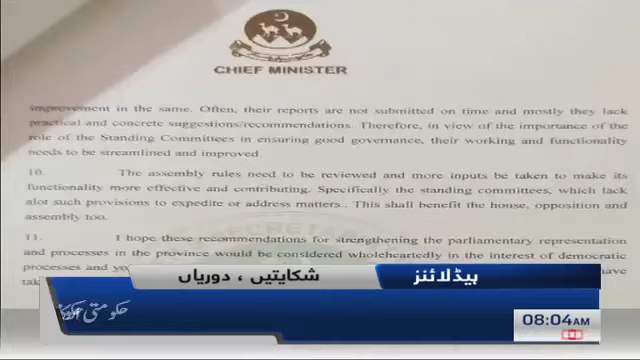 CHIEF MINISTER
improvement in the same. Often, their reports are not submitted on time and mostly they lack
practical and concrete suggestions/recommendations. Therefore, in view of the importance of the
role of the Standing Committees in ensuring good governance, their working and functionality
needs to be streamlined and improved.
10. The assembly rules need to be reviewed and more inputs be taken to make its
functionality more effective and contributing. Specifically the standing committees, which lack
alot such provisions to expedite or address matters.. This shall benefit the house, opposition and
assembly too.
11. I hope these recommendations for strengthening the parliamentary representation
and processes in the province would be considered wholeheartedly in the interest of democratic
processes and
have
ہیڈلائنز
شکایتیں ، دوریاں
حکومتی
08:04AM